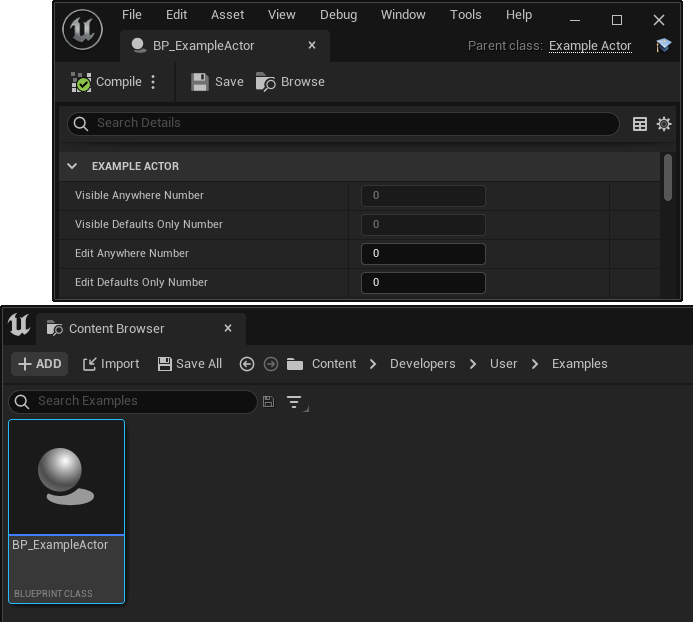 File Edit Asset View Debug Window Tools Help
BP_ExampleActor
Parent class: Example Actor
Compile Save Browse
Search Details
EXAMPLE ACTOR
Visible Anywhere Number 0
Visible Defaults Only Number 0
Edit Anywhere Number 0
Edit Defaults Only Number 0
Content Browser
ADD Import Save All Content Developers User Examples
Search Examples
BP_ExampleActor
BLUEPRINT CLASS